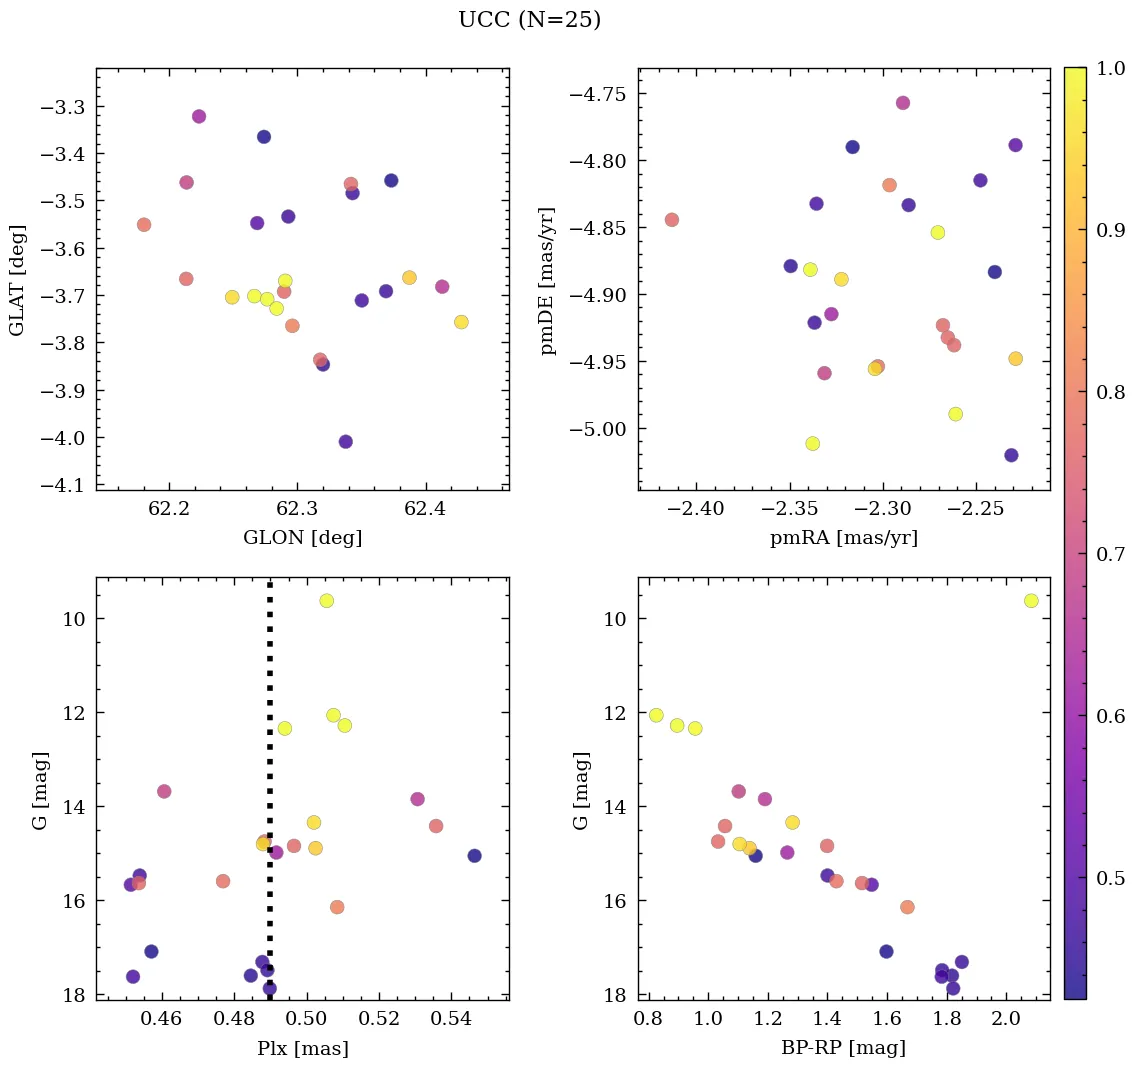 UCC (N=25)
−3.3
−3.4
−3.5
−3.6
−3.7
−3.8
−3.9
−4.0
−4.1
GLAT [deg]
62.2 62.3 62.4
GLON [deg]
−4.75
−4.80
−4.85
−4.90
−4.95
−5.00
pmDE [mas/yr]
−2.40 −2.35 −2.30 −2.25
pmRA [mas/yr]
10
12
14
16
18
G [mag]
0.46 0.48 0.50 0.52 0.54
Plx [mas]
10
12
14
16
18
G [mag]
0.8 1.0 1.2 1.4 1.6 1.8 2.0
BP-RP [mag]
1.0
0.9
0.8
0.7
0.6
0.5